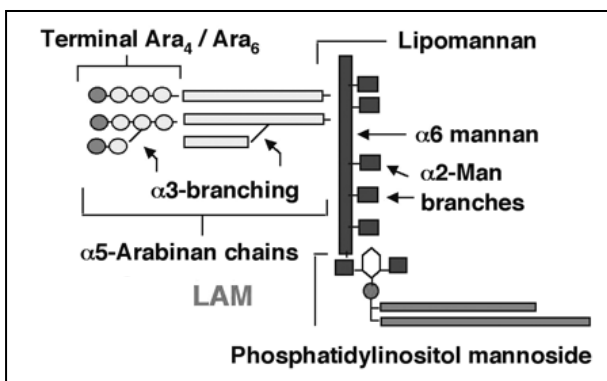 Terminal Ara₄ / Ara₆
Lipomannan
α6 mannan
α2-Man
branches
α3-branching
α5-Arabinan chains
LAM
Phosphatidylinositol mannoside